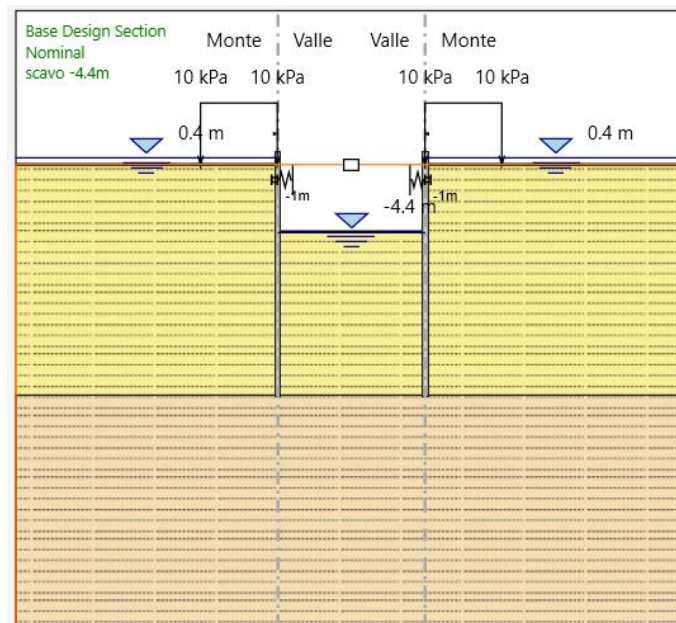 Base Design Section
Nominal
scavo -4.4m
Monte Valle Valle Monte
10 kPa 10 kPa 10 kPa 10 kPa
0.4 m 0.4 m
-1m -4.4 m -1m